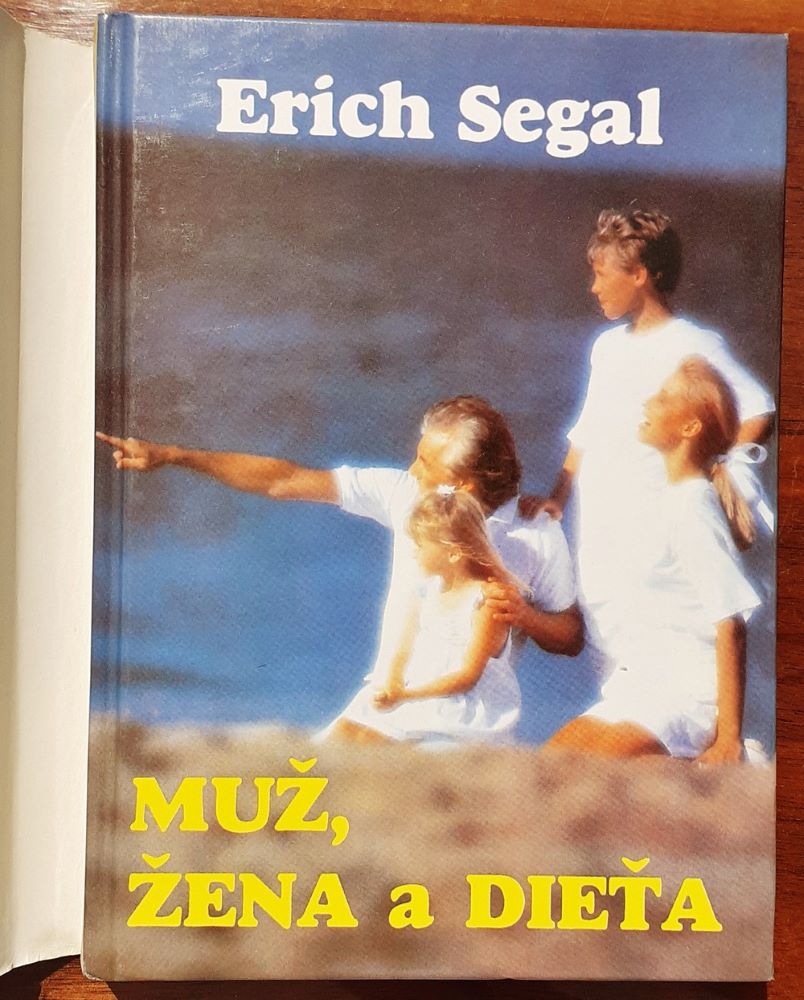 Erich Segal
MUŽ,
ŽENA a DIEŤA